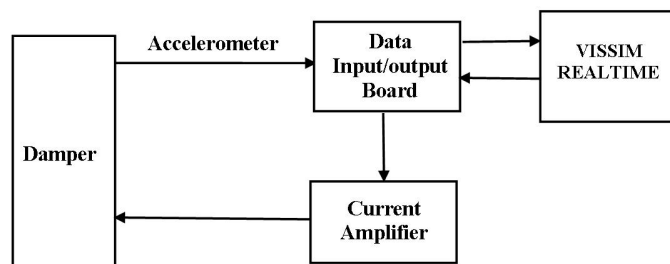 Accelerometer
Data
Input/output
Board
VISSIM
REALTIME
Damper
Current
Amplifier